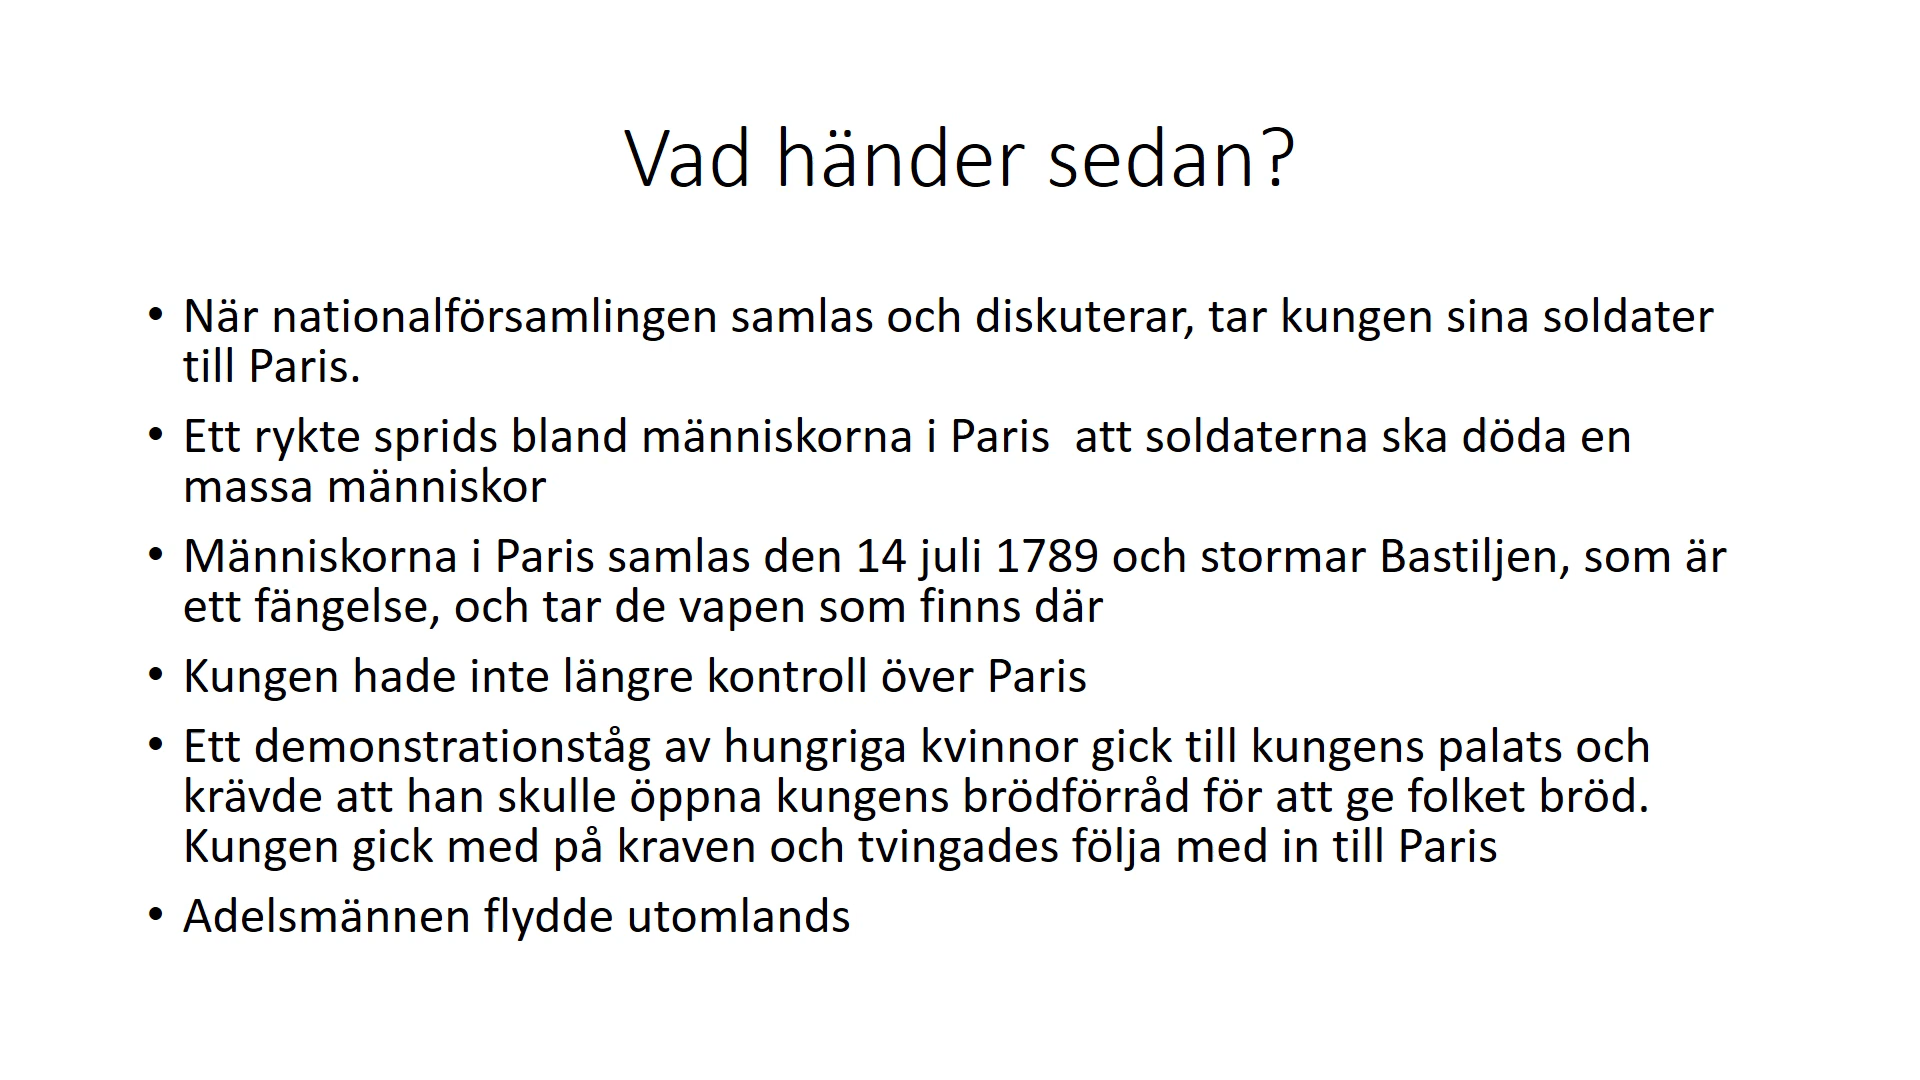 Vad händer sedan?
• När nationalförsamlingen samlas och diskuterar, tar kungen sina soldater
till Paris.
• Ett rykte sprids bland människorna i Paris  att soldaterna ska döda en
massa människor
• Människorna i Paris samlas den 14 juli 1789 och stormar Bastiljen, som är
ett fängelse, och tar de vapen som finns där
• Kungen hade inte längre kontroll över Paris
• Ett demonstrationståg av hungriga kvinnor gick till kungens palats och
krävde att han skulle öppna kungens brödförråd för att ge folket bröd.
Kungen gick med på kraven och tvingades följa med in till Paris
• Adelsmännen flydde utomlands